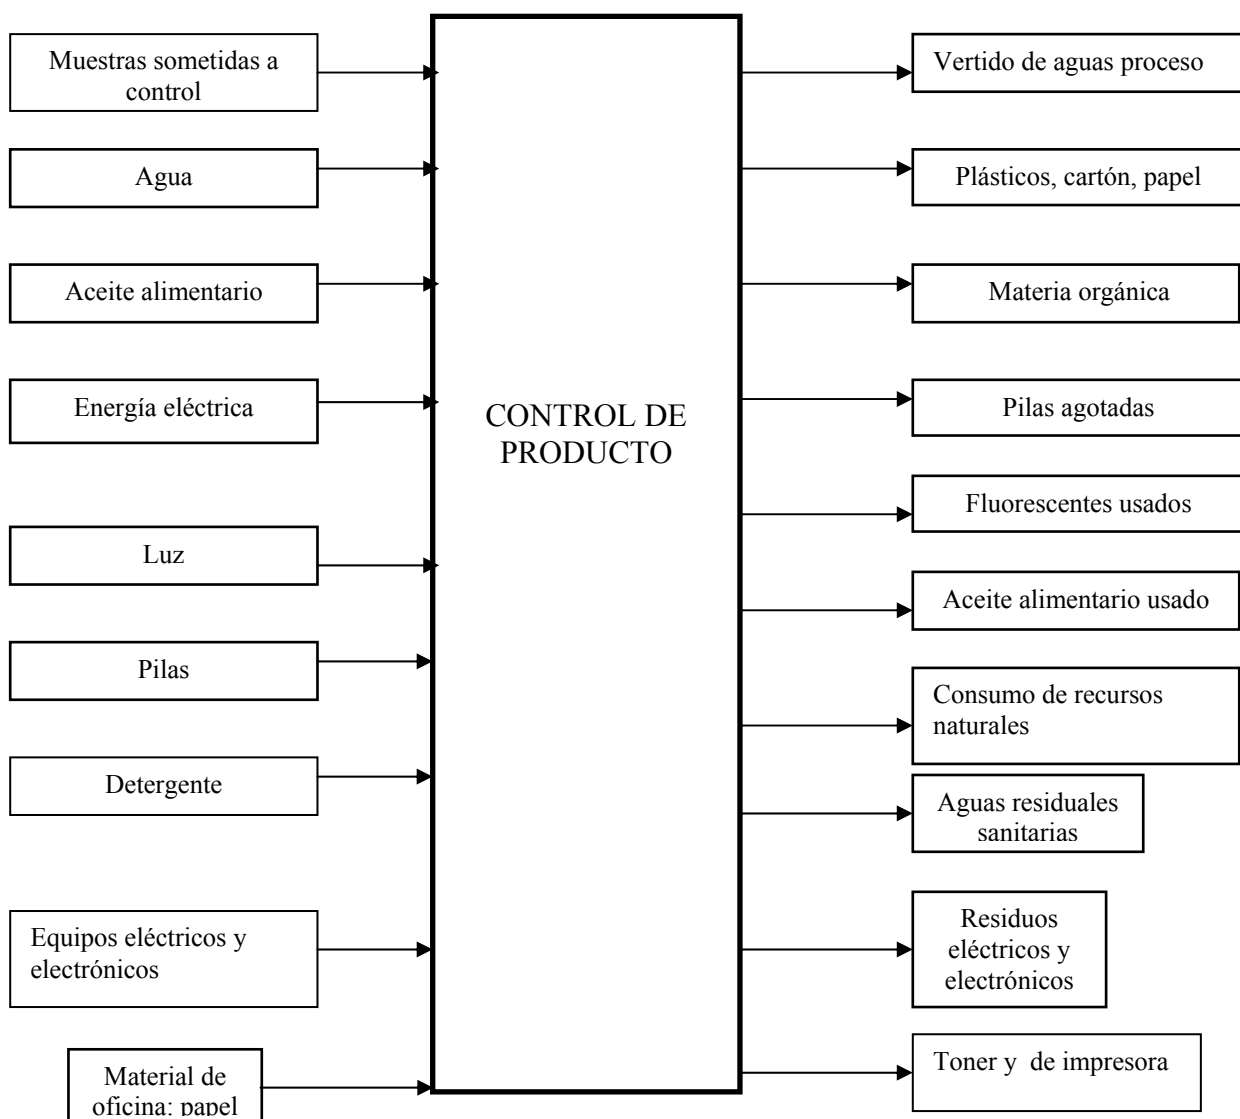 Muestras sometidas a
control
Agua
Aceite alimentario
Energía eléctrica
Luz
Pilas
Detergente
Equipos eléctricos y
electrónicos
Material de
oficina: papel
CONTROL DE
PRODUCTO
Vertido de aguas proceso
Plásticos, cartón, papel
Materia orgánica
Pilas agotadas
Fluorescentes usados
Aceite alimentario usado
Consumo de recursos
naturales
Aguas residuales
sanitarias
Residuos
eléctricos y
electrónicos
Toner y de impresora